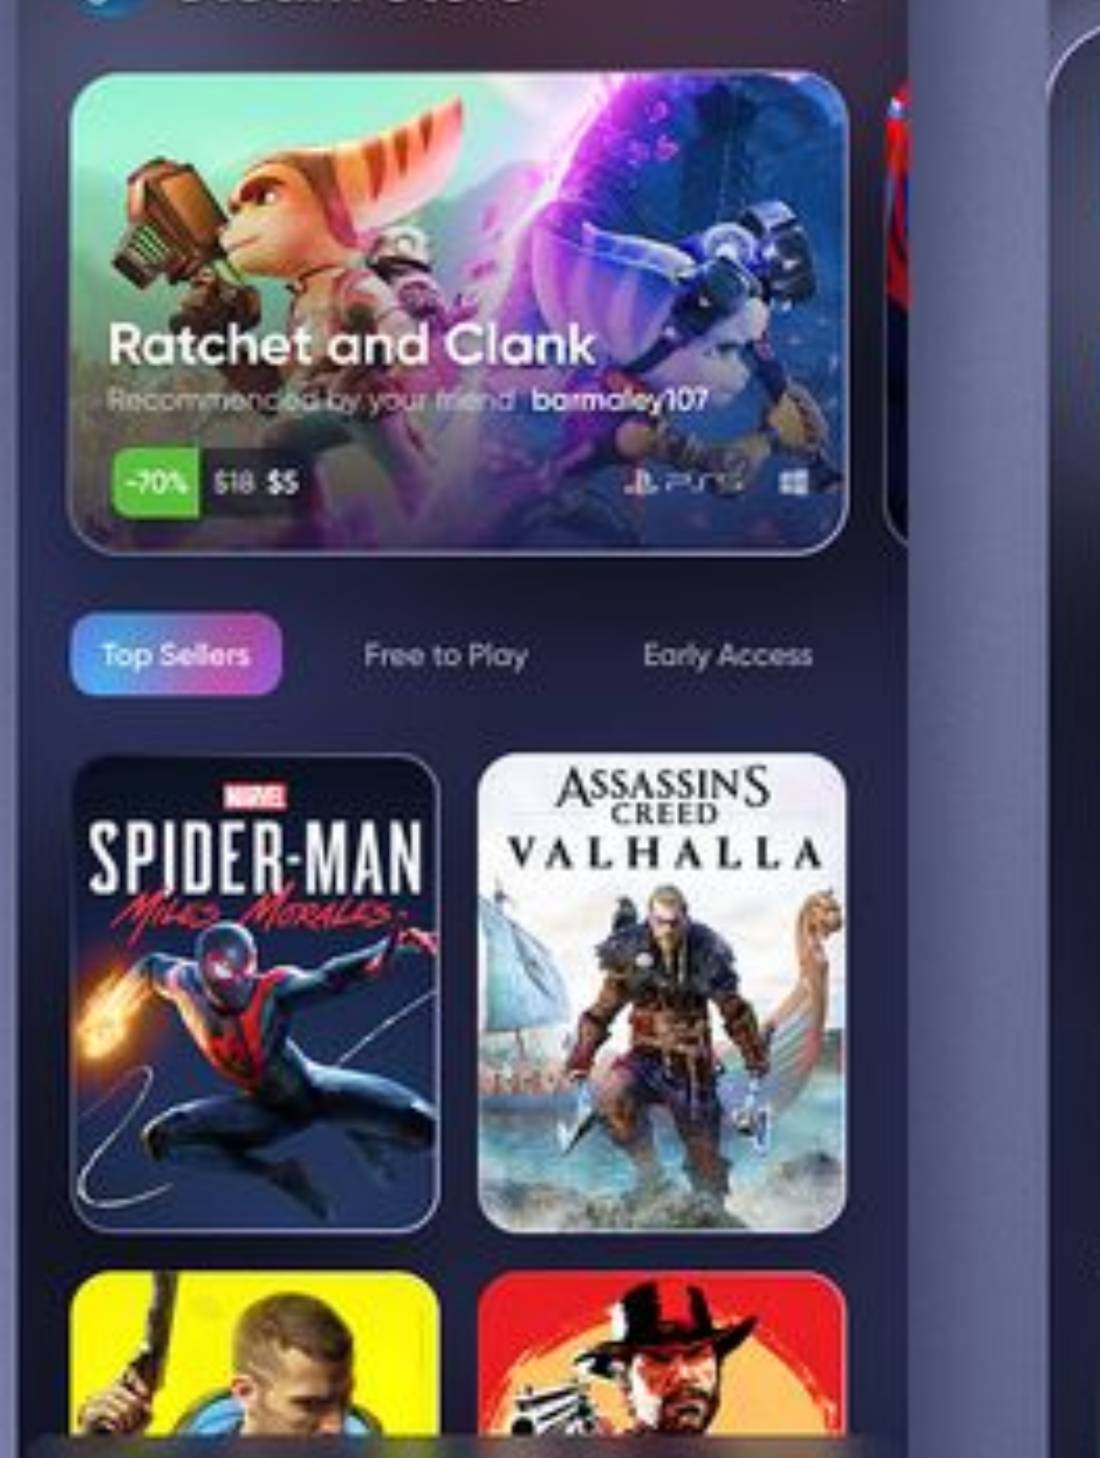 Ratchet and Clank
Recommended by your friend barmaley107
-70% $18 $5
PS5
Top Sellers
Free to Play
Early Access
MARVEL
SPIDER-MAN
MILES MORALES
ASSASSIN'S
CREED
VALHALLA